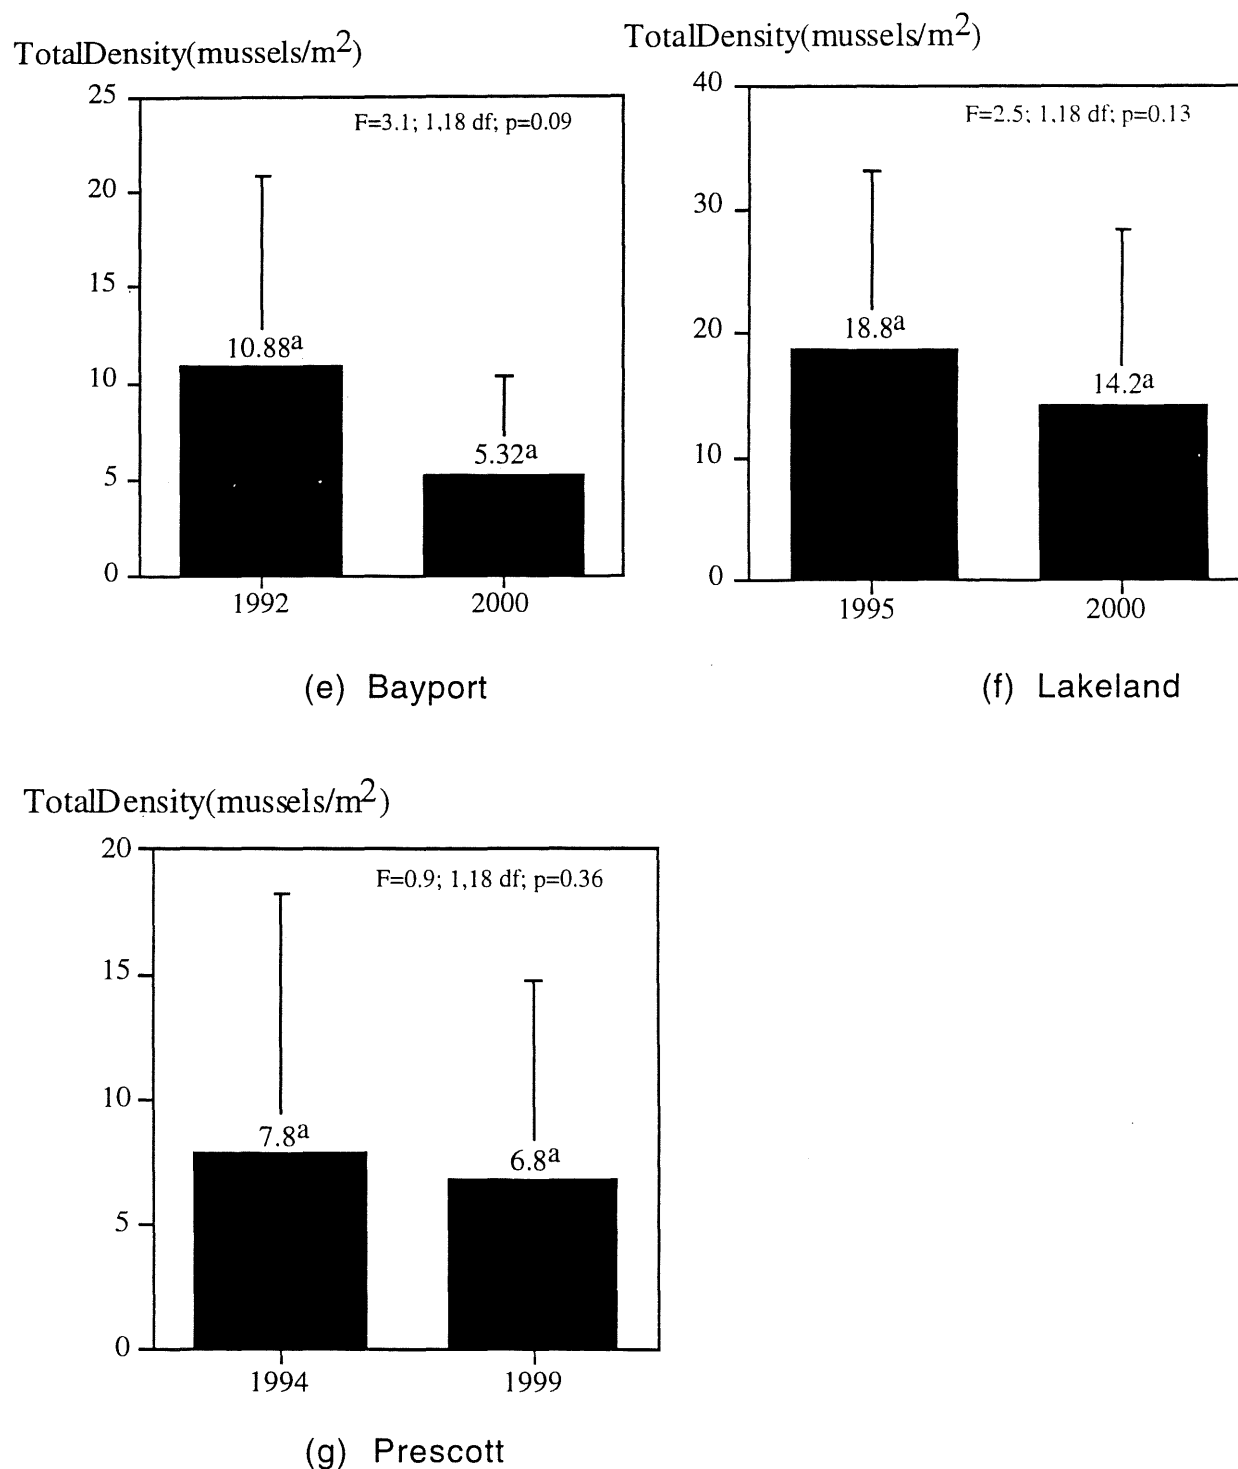 TotalDensity(mussels/m2)
25
20
15
10
5
0
F=3.1; 1,18 df; p=0.09
10.88a
5.32a
1992
2000
(e) Bayport
TotalDensity(mussels/m2)
40
30
20
10
0
F=2.5; 1,18 df; p=0.13
18.8a
14.2a
1995
2000
(f) Lakeland
TotalDensity(mussels/m2)
20
15
10
5
0
F=0.9; 1,18 df; p=0.36
7.8a
6.8a
1994
1999
(g) Prescott